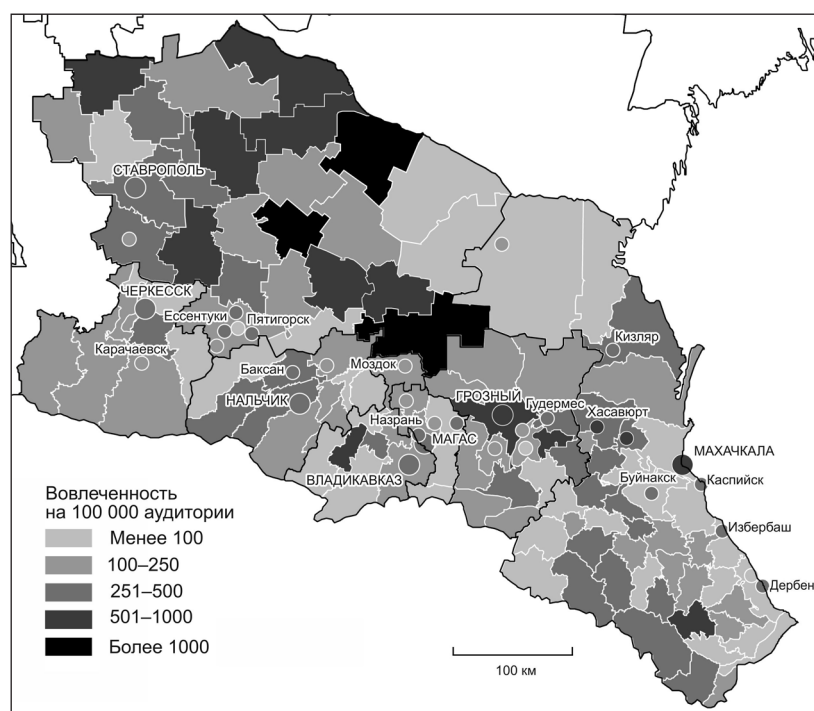 СТАВРОПОЛЬ
ЧЕРКЕССК
Ессентуки
Пятигорск
Карачаевск
Баксан
Моздок
НАЛЬЧИК
Назрань
МАГАС
ВЛАДИКАВКАЗ
ГРОЗНЫЙ
Гудермес
Кизляр
Хасавюрт
МАХАЧКАЛА
Каспийск
Буйнакск
Избербаш
Дербен
Вовлеченность
на 100 000 аудитории
Менее 100
100–250
251–500
501–1000
Более 1000
100 км